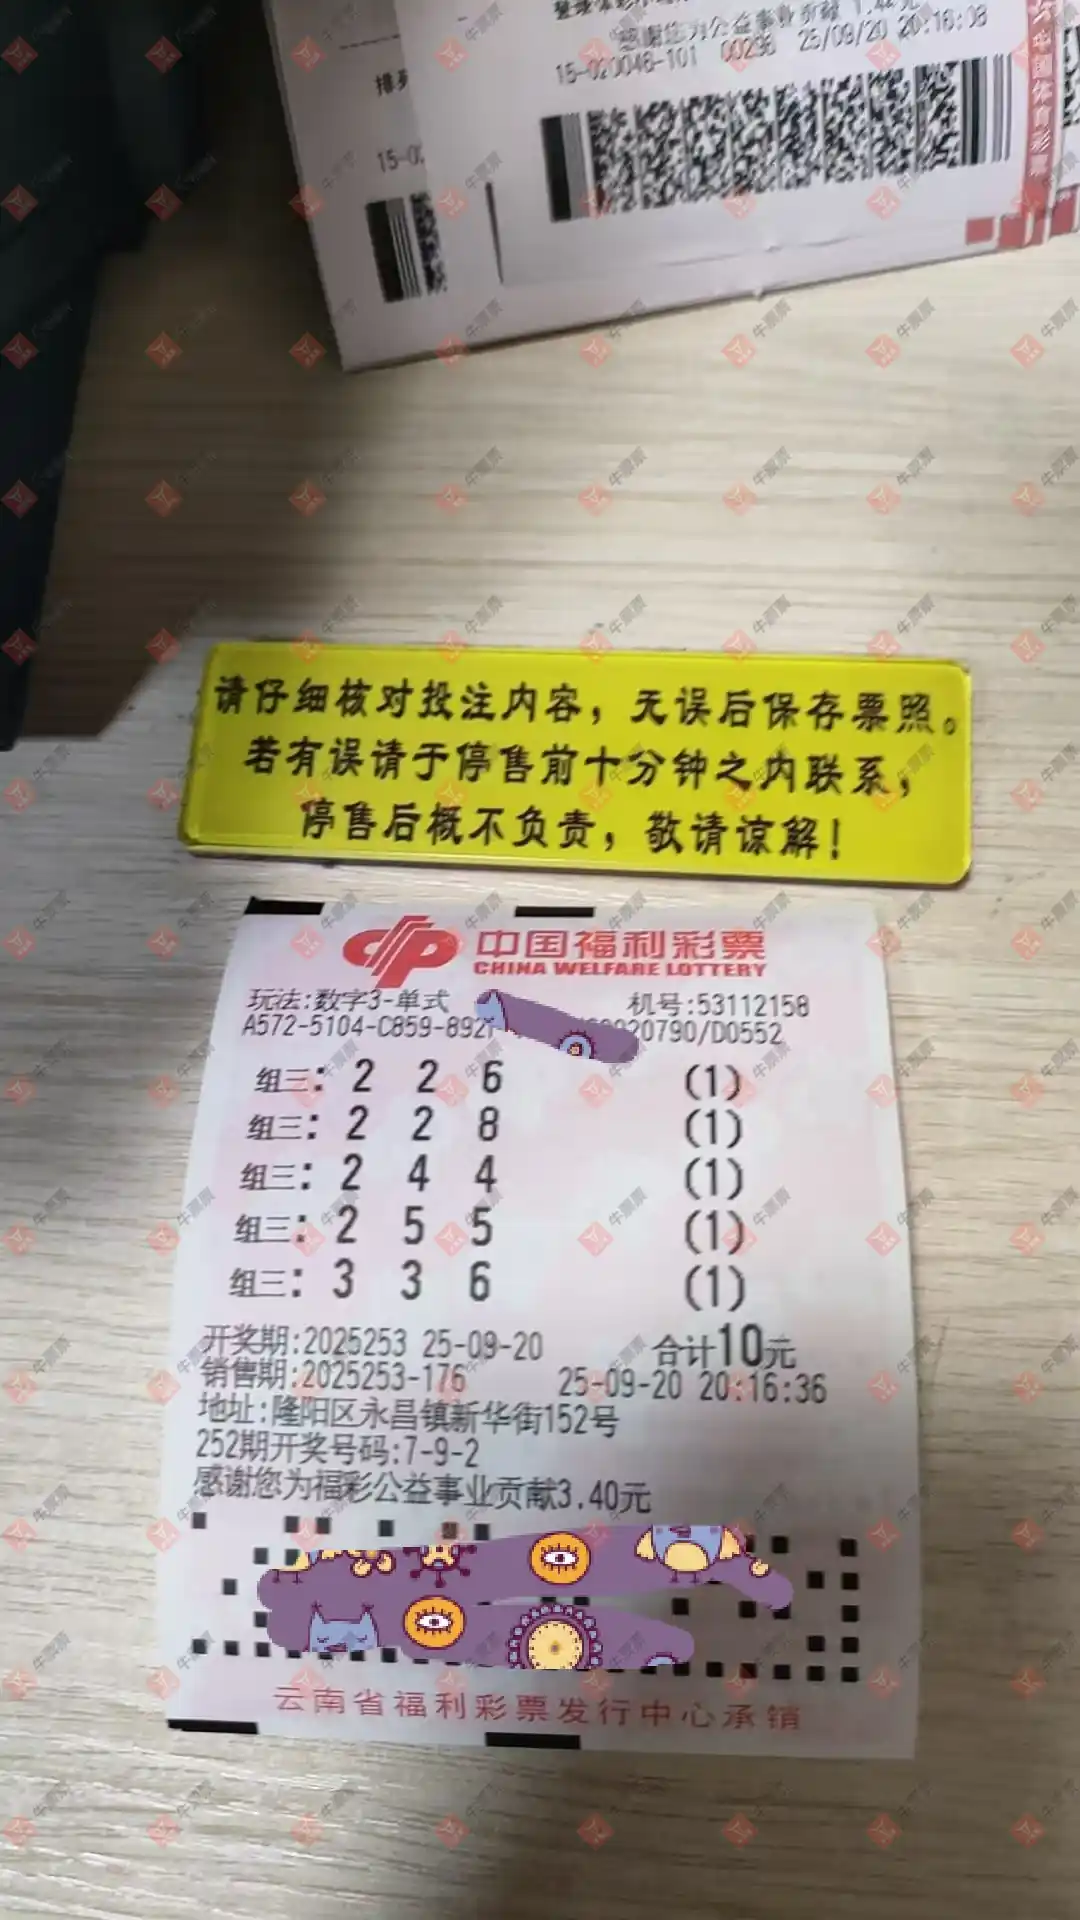 感谢您为公益事业贡献 1.44元
15-020046-101 00296 25/09/20 20:16:08
中国体育彩票
排列
15-02
请仔细核对投注内容，无误后保存票照。
若有误请于停售前十分钟之内联系，
停售后概不负责，敬请谅解！
中国福利彩票
CHINA WELFARE LOTTERY
玩法:数字3-单式 机号:53112158
A572-5104-C859-892 20790/D0552
组三: 2 2 6 (1)
组三: 2 2 8 (1)
组三: 2 4 4 (1)
组三: 2 5 5 (1)
组三: 3 3 6 (1)
开奖期:2025253 25-09-20 合计10元
销售期:2025253-176 25-09-20 20:16:36
地址:隆阳区永昌镇新华街152号
252期开奖号码:7-9-2
感谢您为福彩公益事业贡献3.40元
云南省福利彩票发行中心承销
牛票票